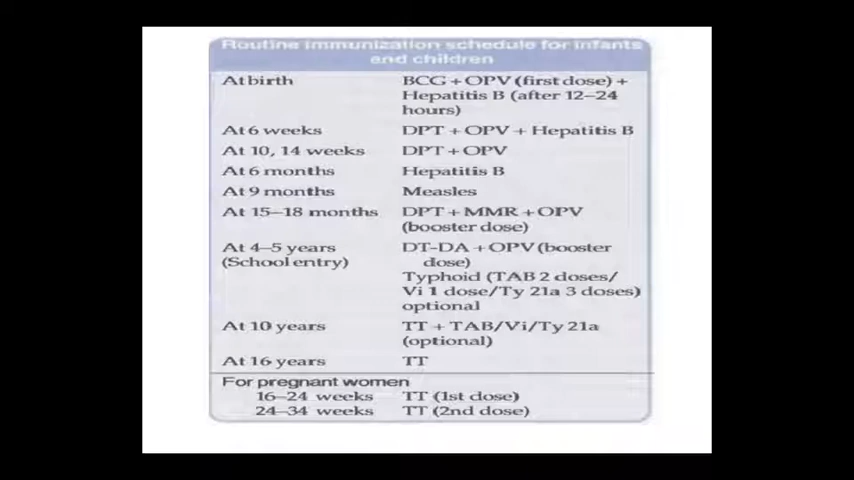 Routine immunization schedule for infants
and children
At birth BCG + OPV (first dose) +
Hepatitis B (after 12–24
hours)
At 6 weeks DPT + OPV + Hepatitis B
At 10, 14 weeks DPT + OPV
At 6 months Hepatitis B
At 9 months Measles
At 15–18 months DPT + MMR + OPV
(booster dose)
At 4–5 years DT-DA + OPV (booster
(School entry) dose)
Typhoid (TAB 2 doses/
Vi 1 dose/Ty 21a 3 doses)
optional
At 10 years TT + TAB/Vi/Ty 21a
(optional)
At 16 years TT
For pregnant women
16–24 weeks TT (1st dose)
24–34 weeks TT (2nd dose)